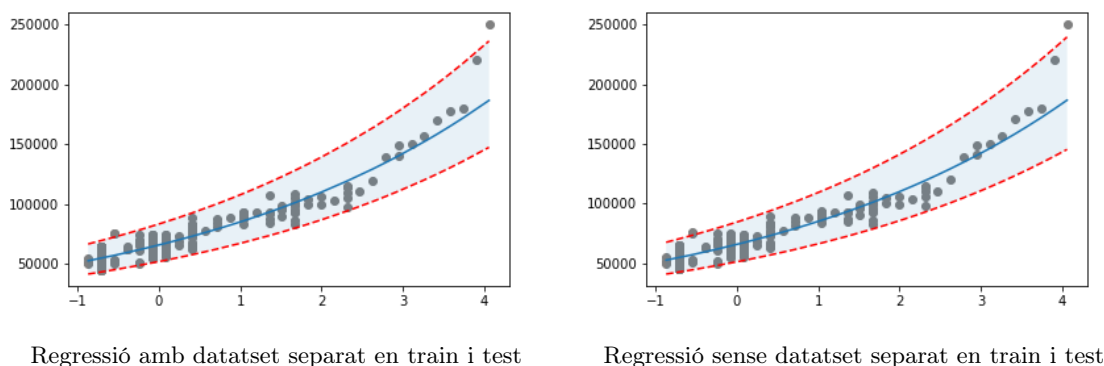 250000
200000
150000
100000
50000
−1 0 1 2 3 4
250000
200000
150000
100000
50000
−1 0 1 2 3 4
Regressió amb datatset separat en train i test
Regressió sense datatset separat en train i test